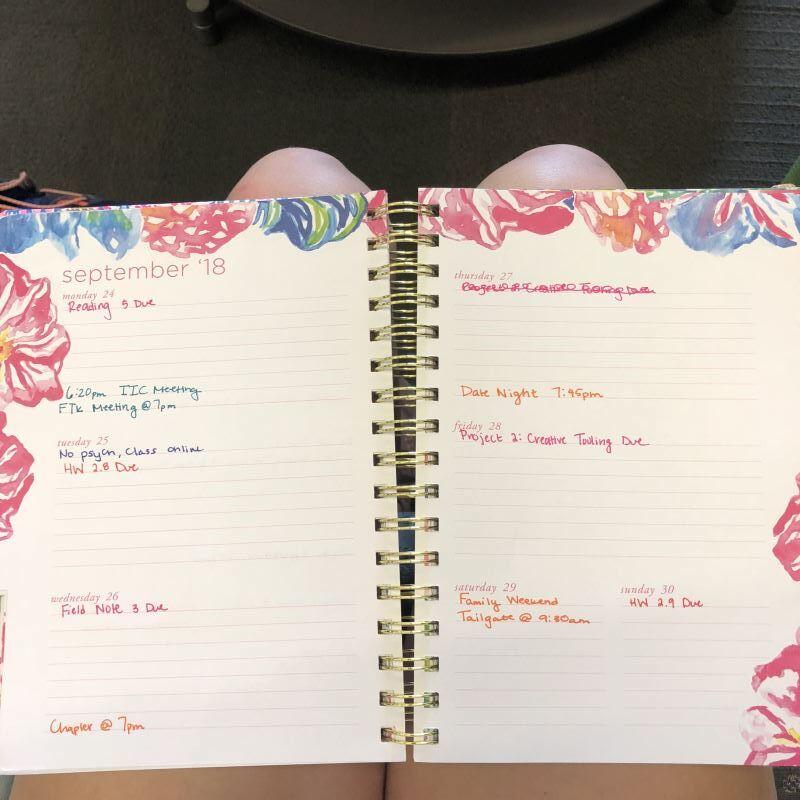 september '18
monday 24
Reading 5 Due
6:20pm IIC Meeting
FTK Meeting @ 7pm
tuesday 25
No psych, class online
HW 2.8 Due
wednesday 26
Field Note 3 Due
Chapter @ 7pm
thursday 27
Creative Tooling Due
Date Night 7:45pm
friday 28
Project 2: Creative Tooling Due
saturday 29
Family Weekend
Tailgate @ 9:30am
sunday 30
HW 2.9 Due